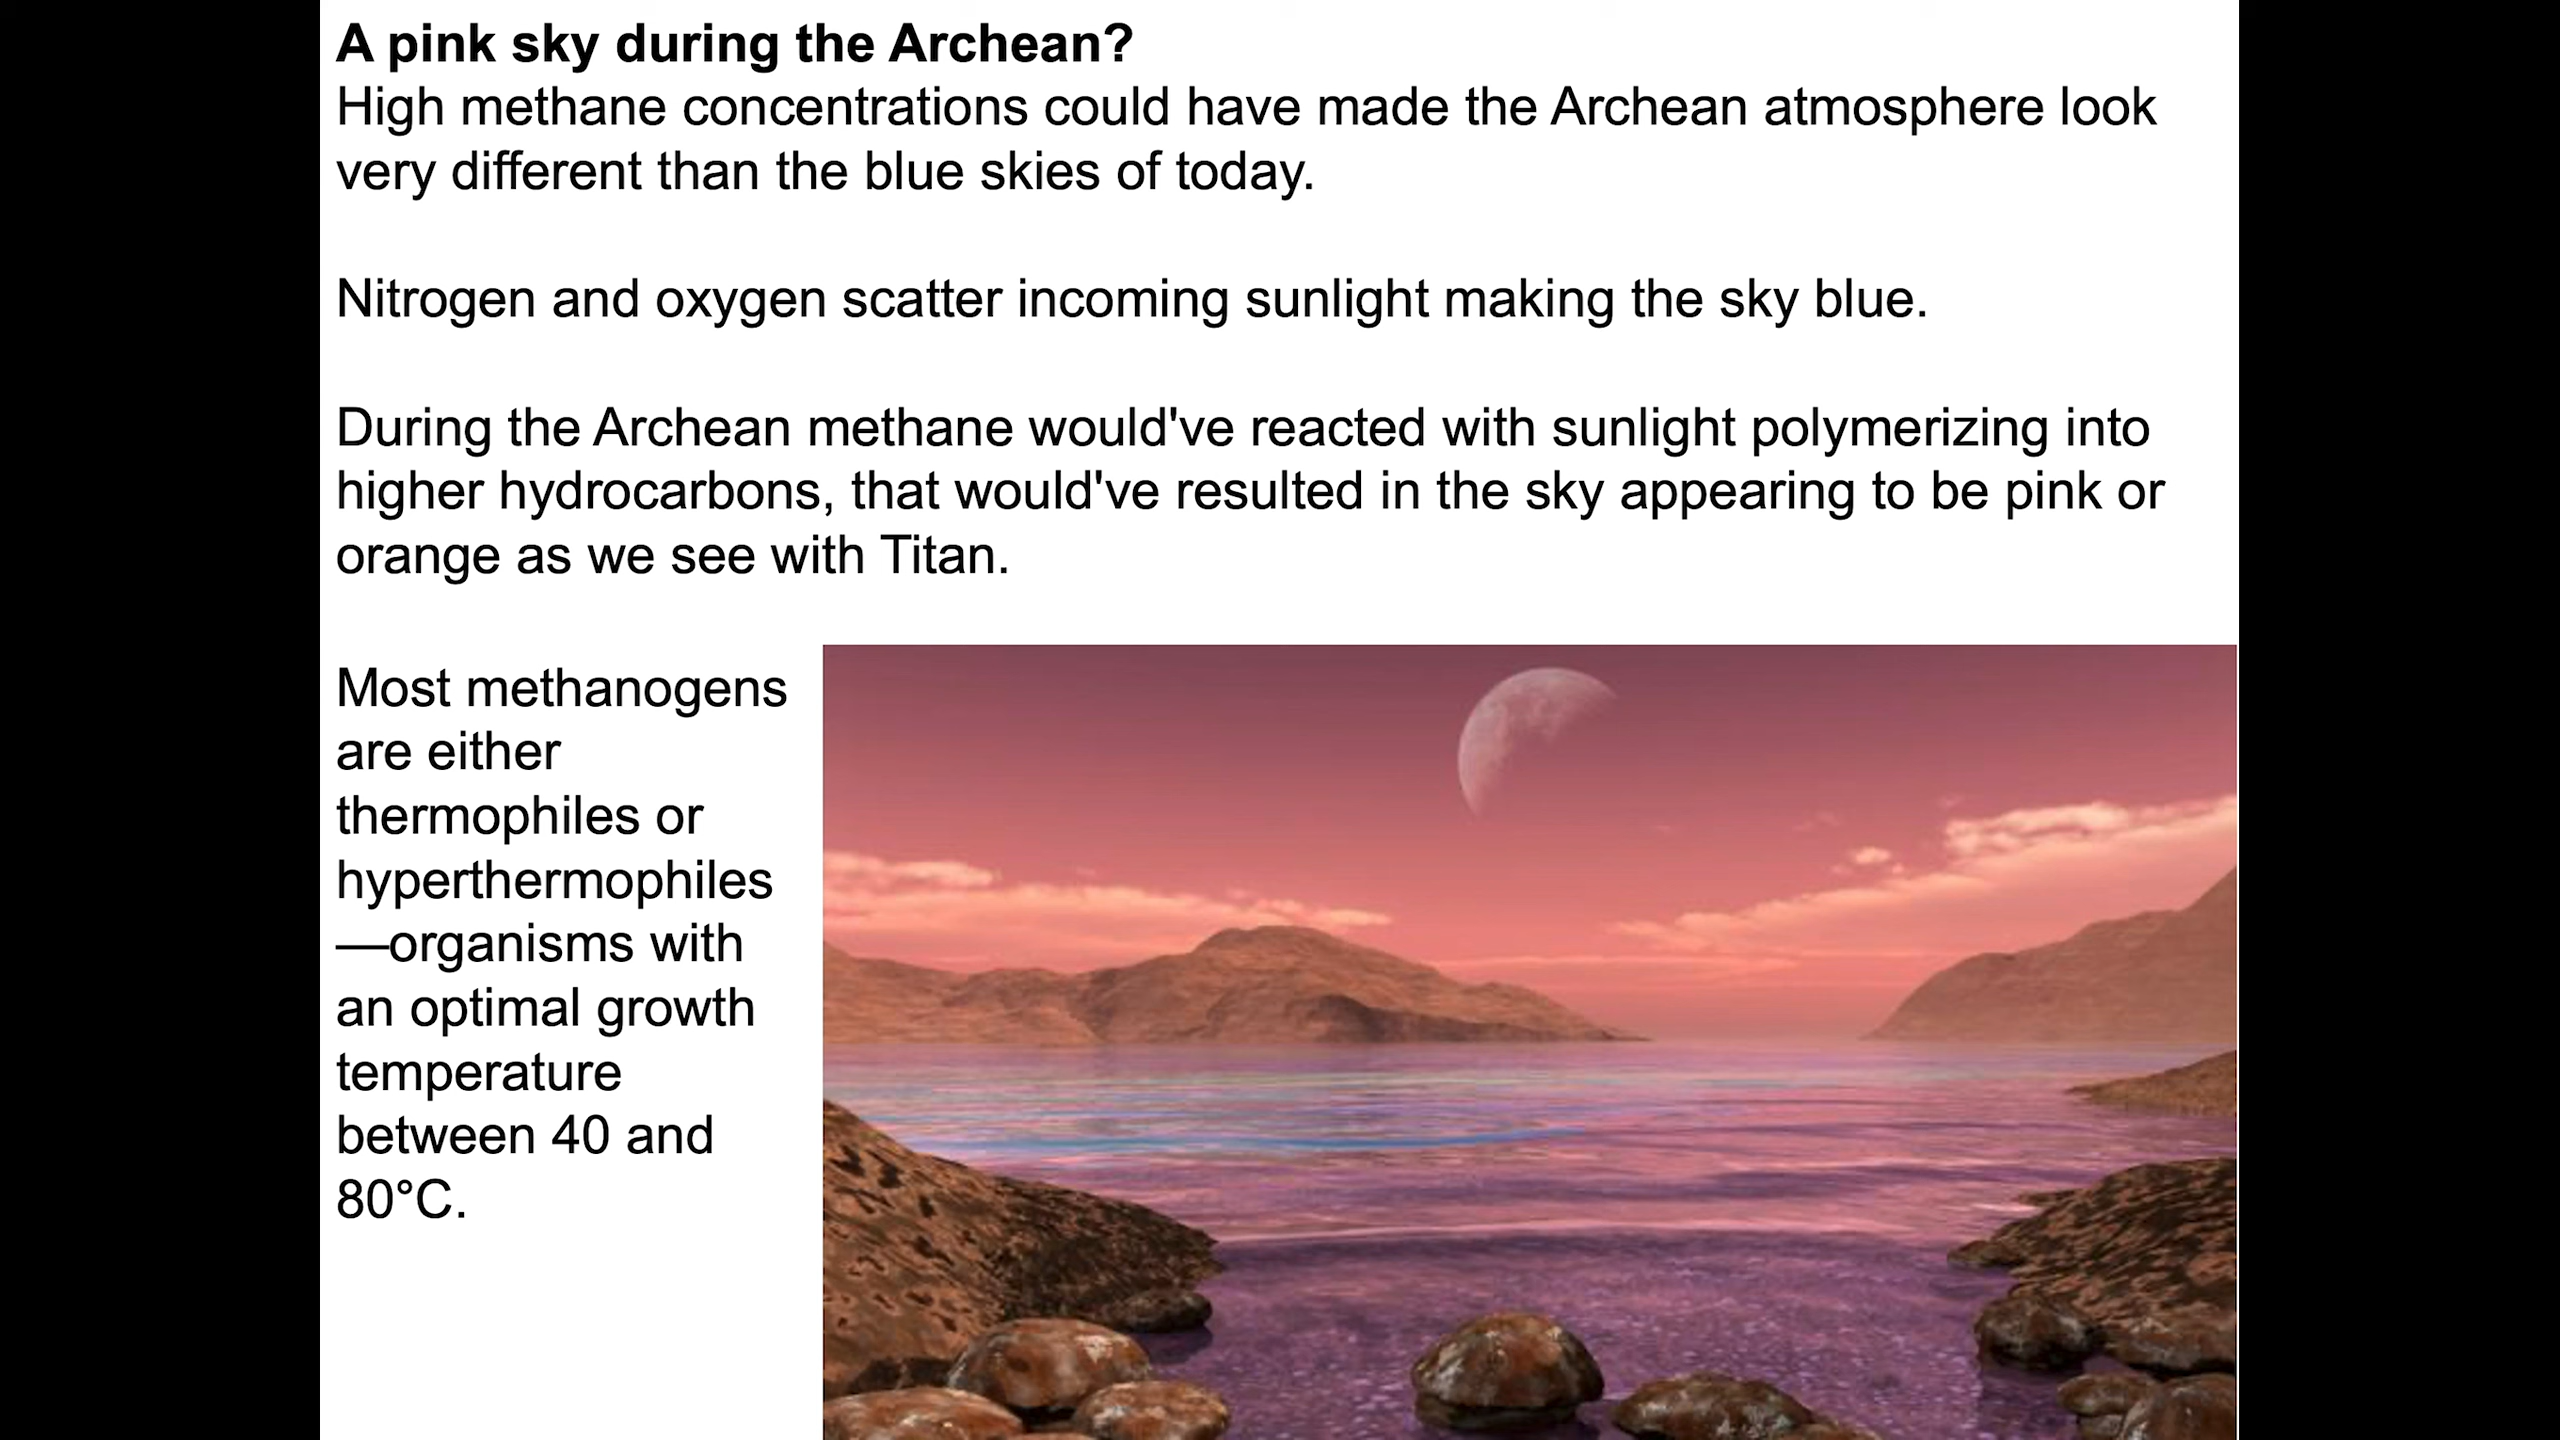 A pink sky during the Archean?
High methane concentrations could have made the Archean atmosphere look
very different than the blue skies of today.
Nitrogen and oxygen scatter incoming sunlight making the sky blue.
During the Archean methane would've reacted with sunlight polymerizing into
higher hydrocarbons, that would've resulted in the sky appearing to be pink or
orange as we see with Titan.
Most methanogens
are either
thermophiles or
hyperthermophiles
—organisms with
an optimal growth
temperature
between 40 and
80°C.